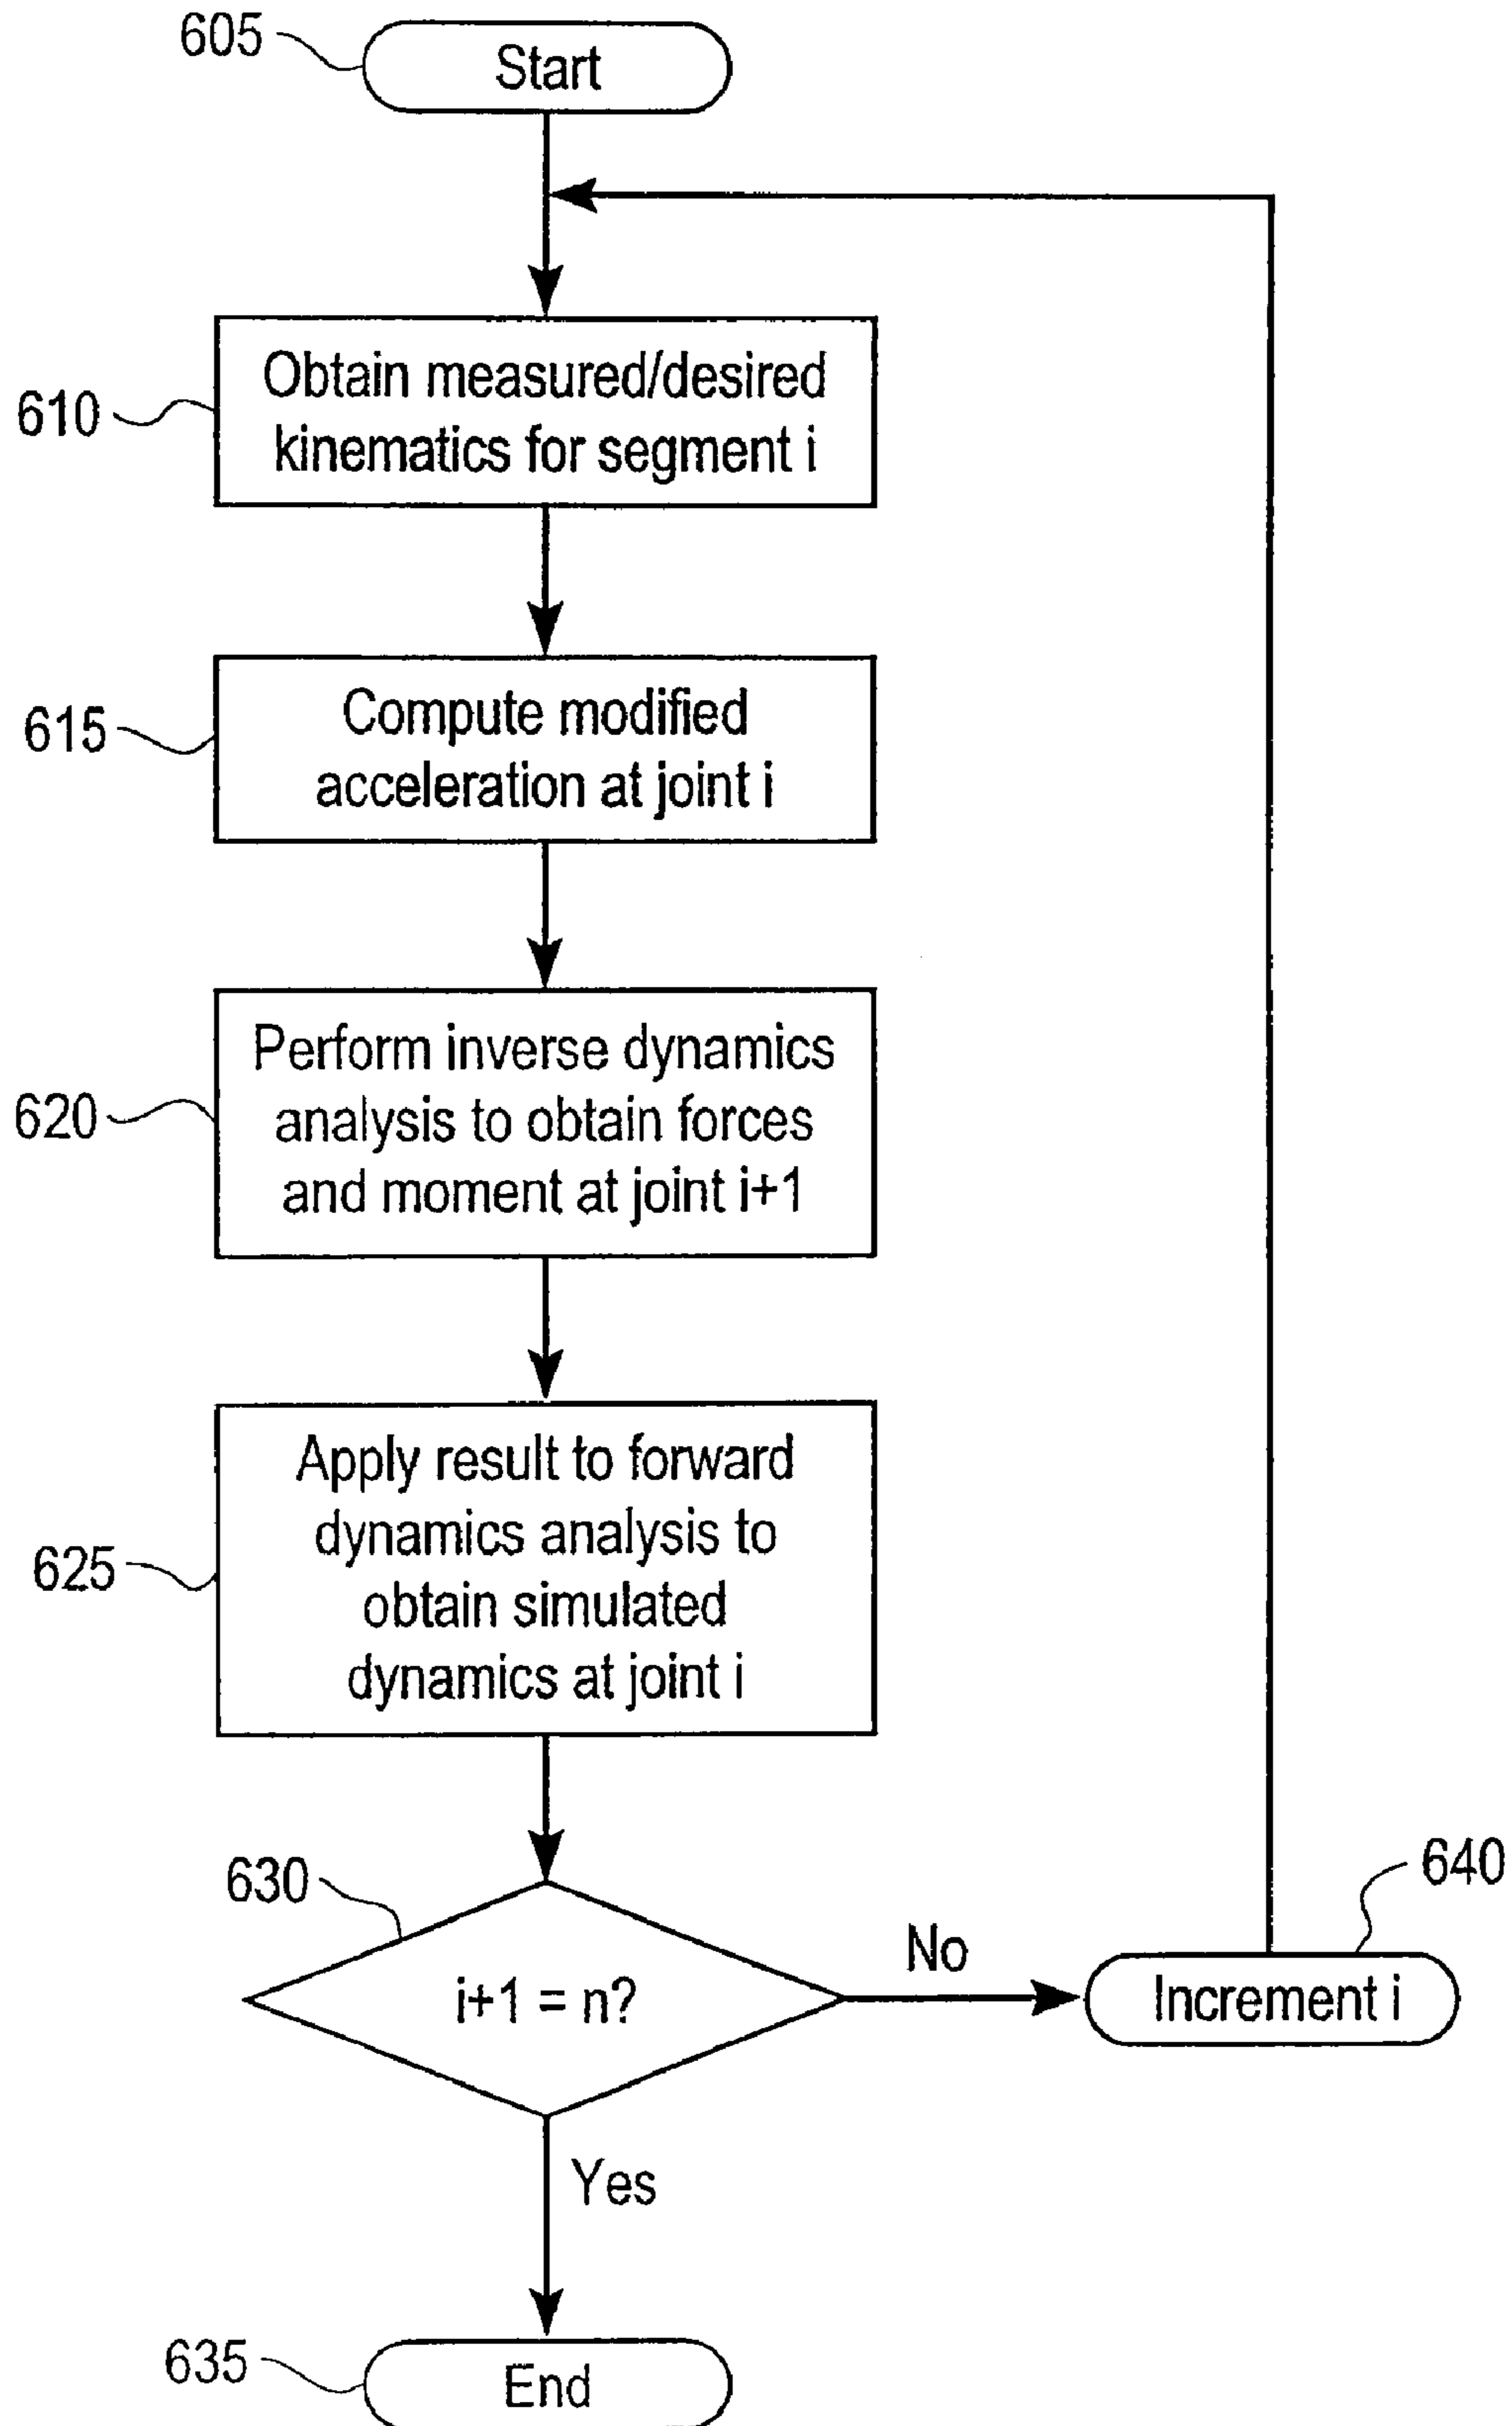 605
Start
610
Obtain measured/desired
kinematics for segment i
615
Compute modified
acceleration at joint i
620
Perform inverse dynamics
analysis to obtain forces
and moment at joint i+1
625
Apply result to forward
dynamics analysis to
obtain simulated
dynamics at joint i
630
i+1 = n?
No
640
Increment i
Yes
635
End